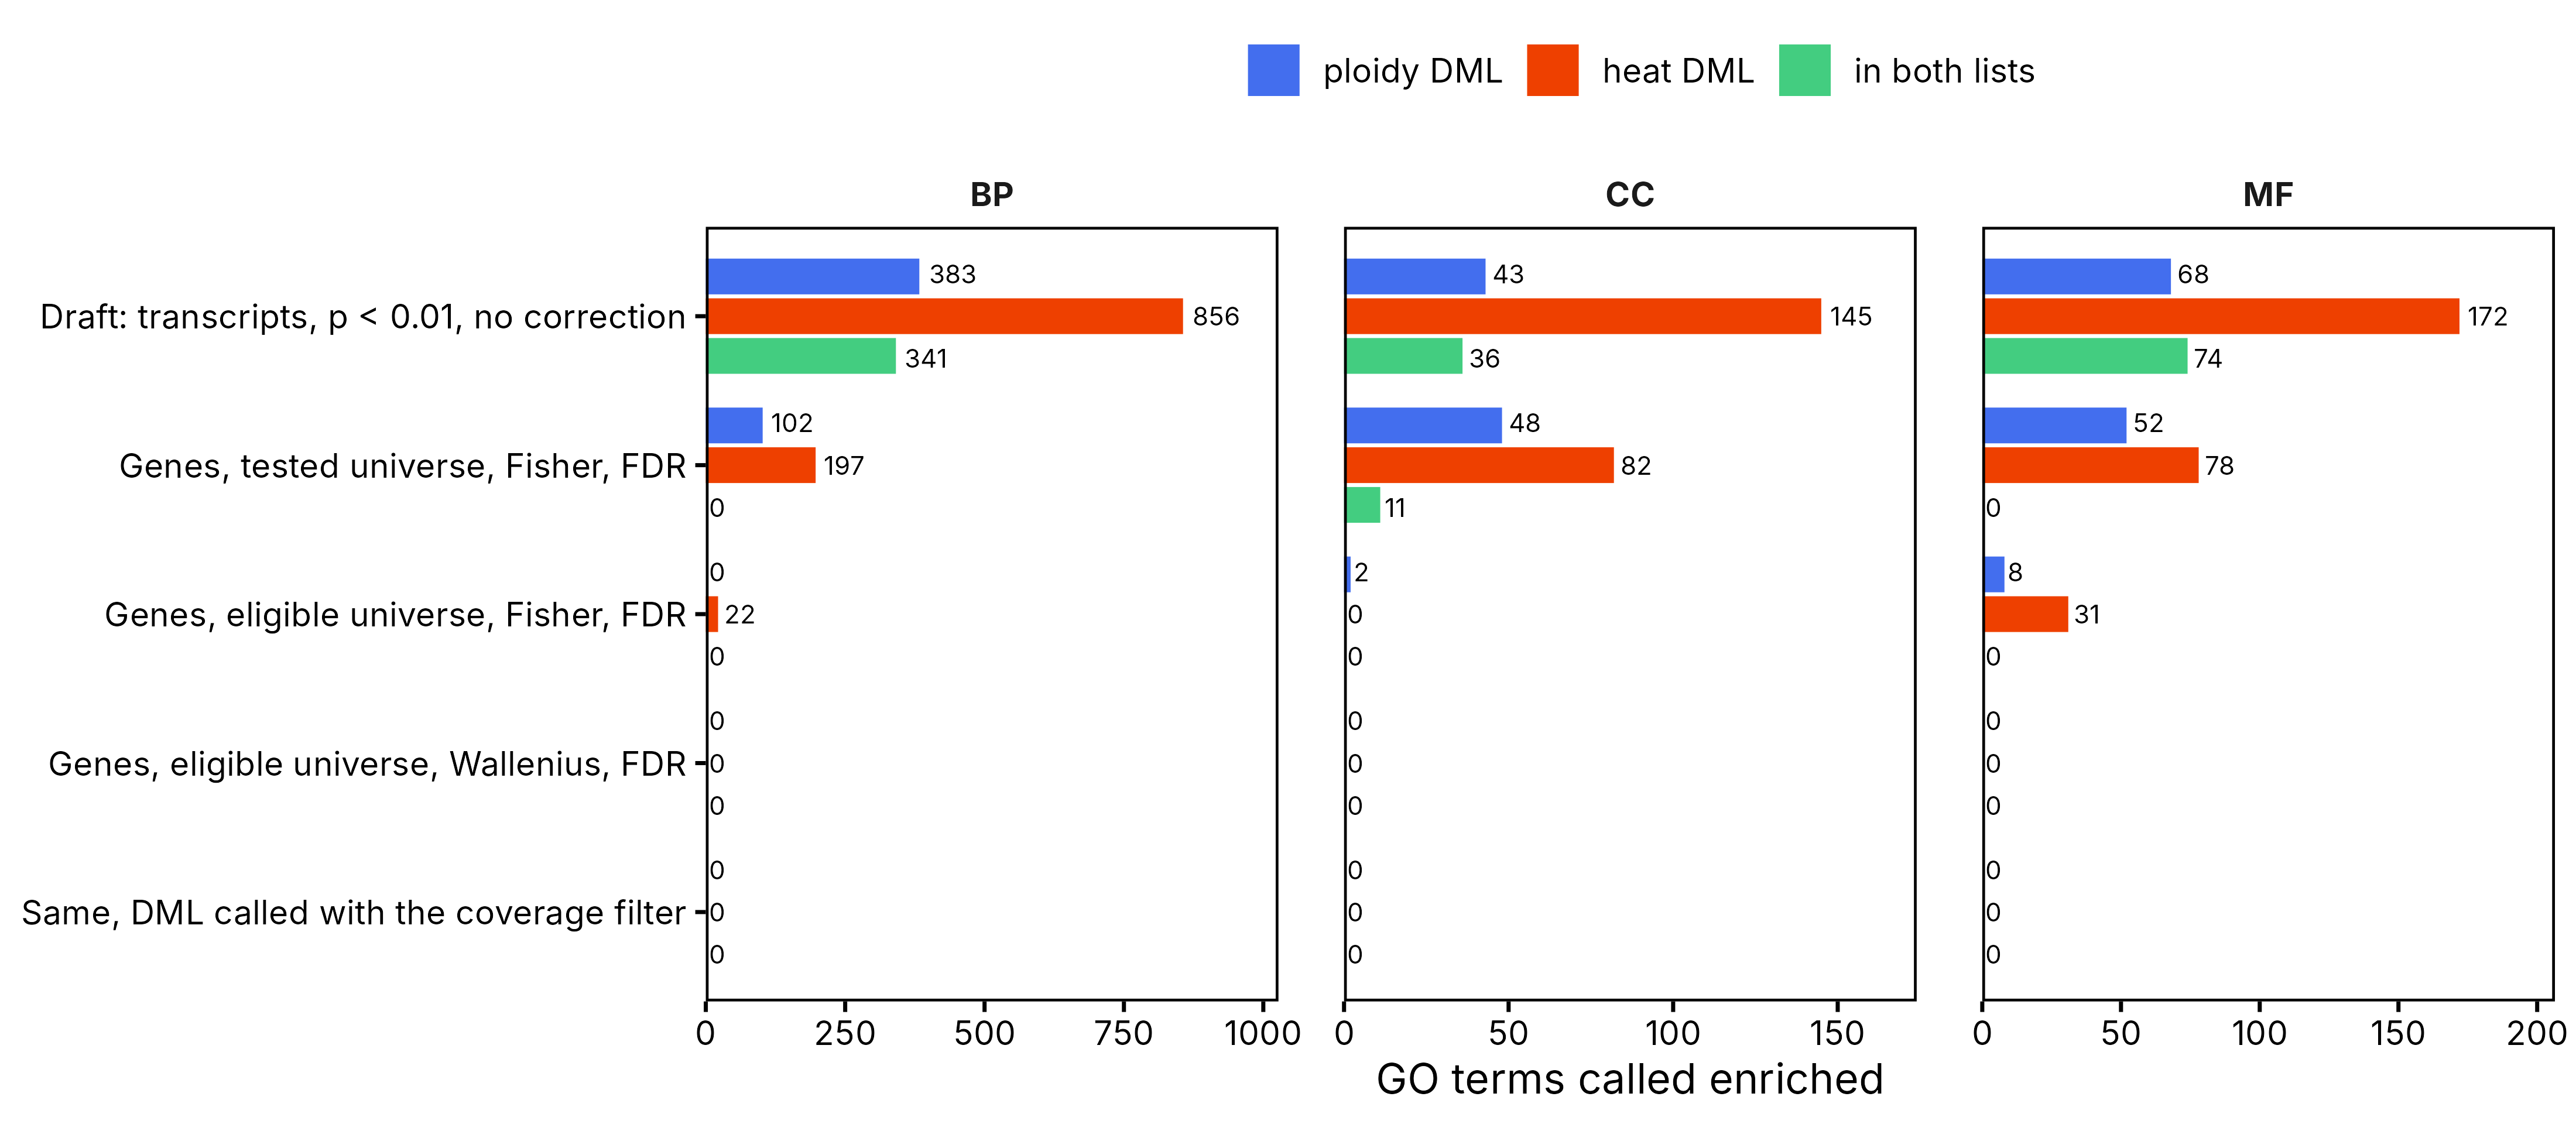 ploidy DML heat DML in both lists
BP CC MF
Draft: transcripts, p < 0.01, no correction
383 43 68
856 145 172
341 36 74
Genes, tested universe, Fisher, FDR
102 48 52
197 82 78
0 11 0
Genes, eligible universe, Fisher, FDR
0 2 8
22 0 31
0 0 0
Genes, eligible universe, Wallenius, FDR
0 0 0
0 0 0
0 0 0
Same, DML called with the coverage filter
0 0 0
0 0 0
0 0 0
0 250 500 750 1000 0 50 100 150 0 50 100 150 200
GO terms called enriched